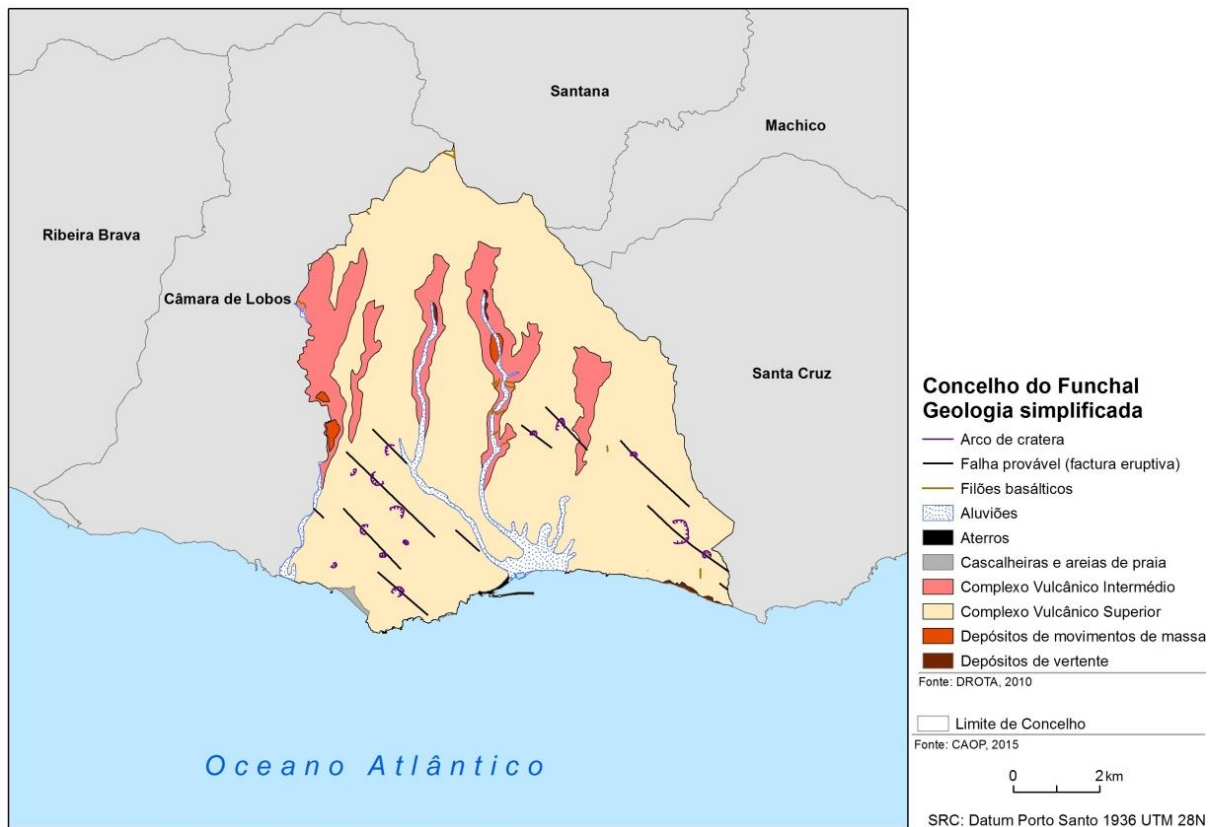 Santana
Machico
Ribeira Brava
Câmara de Lobos
Santa Cruz
Oceano Atlântico
Concelho do Funchal
Geologia simplificada
Arco de cratera
Falha provável (factura eruptiva)
Filões basálticos
Aluviões
Aterros
Cascalheiras e areias de praia
Complexo Vulcânico Intermédio
Complexo Vulcânico Superior
Depósitos de movimentos de massa
Depósitos de vertente
Fonte: DROTA, 2010
Limite de Concelho
Fonte: CAOP, 2015
0 2 km
SRC: Datum Porto Santo 1936 UTM 28N